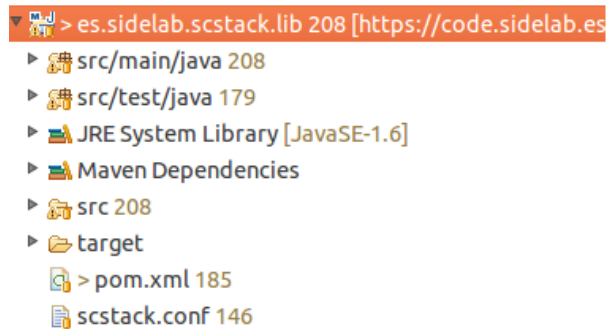 > es.sidelab.scstack.lib 208 [https://code.sidelab.es
src/main/java 208
src/test/java 179
JRE System Library [JavaSE-1.6]
Maven Dependencies
src 208
target
> pom.xml 185
scstack.conf 146